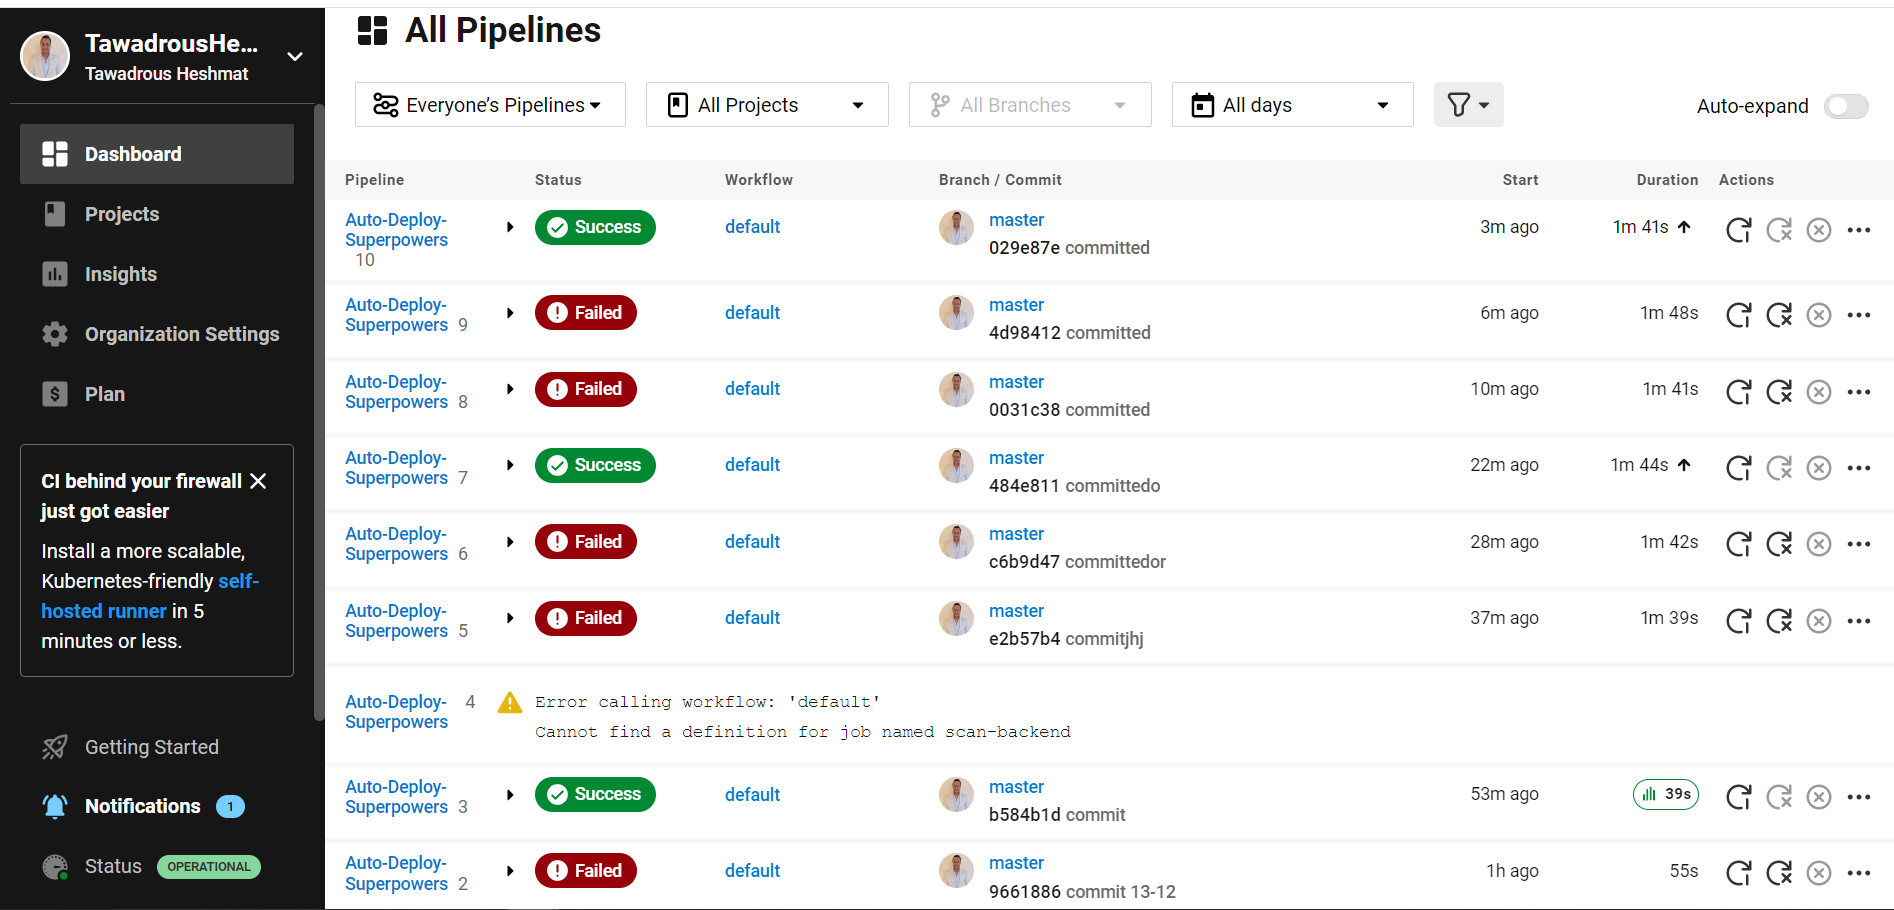 TawadrousHe...
Tawadrous Heshmat
Dashboard
Projects
Insights
Organization Settings
Plan
CI behind your firewall
just got easier
Install a more scalable,
Kubernetes-friendly self-
hosted runner in 5
minutes or less.
Getting Started
Notifications 1
Status OPERATIONAL
All Pipelines
Everyone's Pipelines All Projects All Branches All days Auto-expand
Pipeline Status Workflow Branch / Commit Start Duration Actions
Auto-Deploy-
Superpowers
10
Success default master 3m ago 1m 41s
029e87e committed
Auto-Deploy-
Superpowers 9
Failed default master 6m ago 1m 48s
4d98412 committed
Auto-Deploy-
Superpowers 8
Failed default master 10m ago 1m 41s
0031c38 committed
Auto-Deploy-
Superpowers 7
Success default master 22m ago 1m 44s
484e811 committedo
Auto-Deploy-
Superpowers 6
Failed default master 28m ago 1m 42s
c6b9d47 committedor
Auto-Deploy-
Superpowers 5
Failed default master 37m ago 1m 39s
e2b57b4 commitjhj
Auto-Deploy- 4
Superpowers
Error calling workflow: 'default'
Cannot find a definition for job named scan-backend
Auto-Deploy-
Superpowers 3
Success default master 53m ago 39s
b584b1d commit
Auto-Deploy-
Superpowers 2
Failed default master 1h ago 55s
9661886 commit 13-12